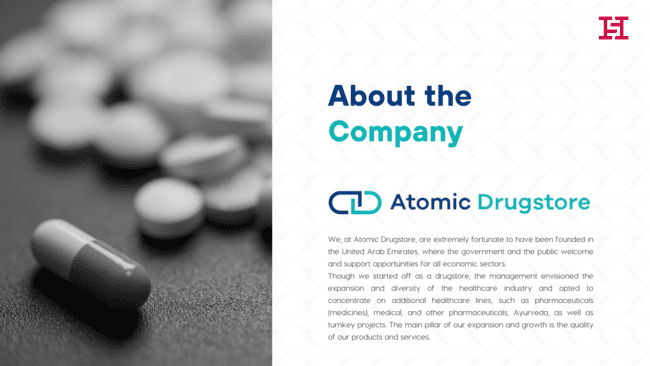 About the
Company
Atomic Drugstore
We, at Atomic Drugstore, are extremely fortunate to have been founded in
the United Arab Emirates, where the government and the public welcome
and support opportunities for all economic sectors.
Though we started off as a drugstore, the management envisioned the
expansion and diversity of the healthcare industry and opted to
concentrate on additional healthcare lines, such as pharmaceuticals
(medicines), medical, and other pharmaceuticals, Ayurveda, as well as
turnkey projects. The main pillar of our expansion and growth is the quality
of our products and services.